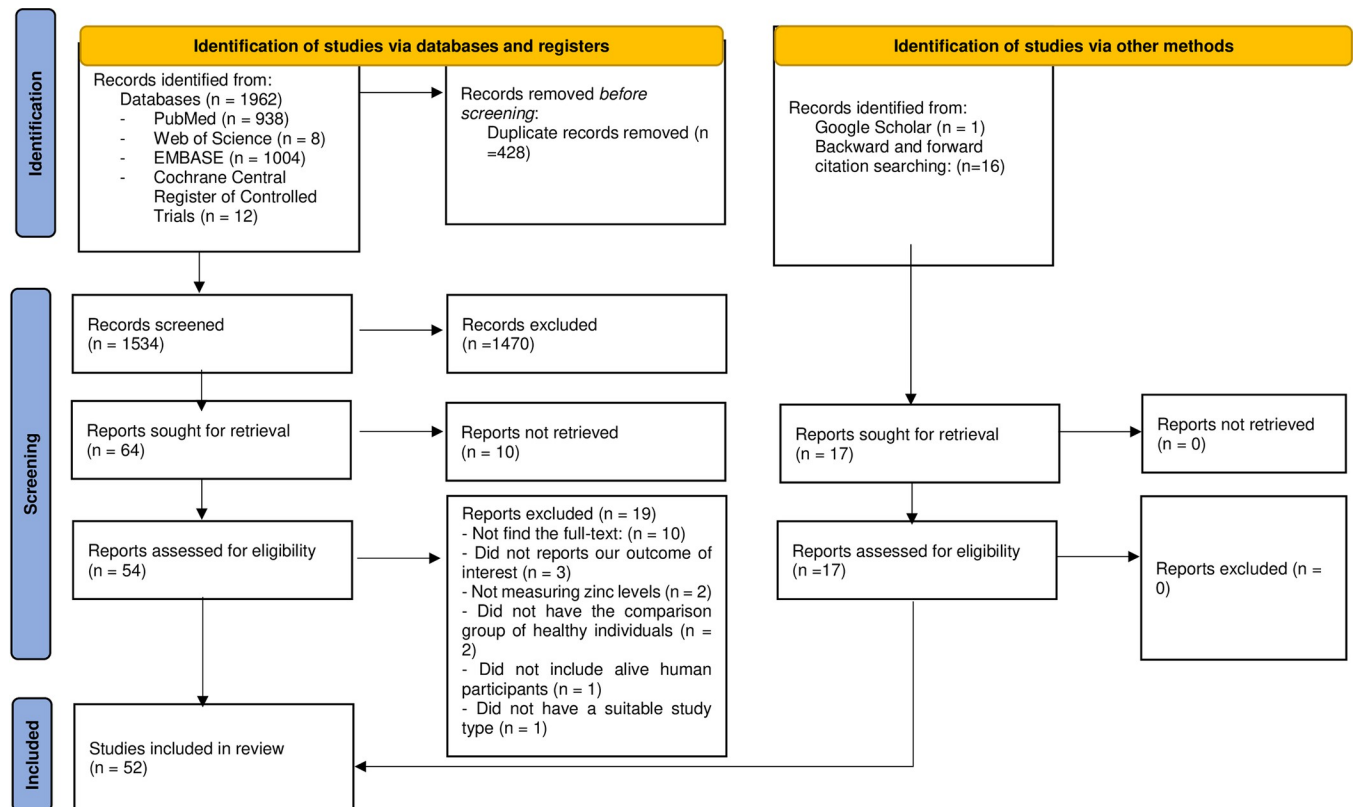 Identification of studies via databases and registers
Identification of studies via other methods
Identification
Records identified from:
Databases (n = 1962)
- PubMed (n = 938)
- Web of Science (n = 8)
- EMBASE (n = 1004)
- Cochrane Central
Register of Controlled
Trials (n = 12)
Records removed before
screening:
Duplicate records removed (n
=428)
Records identified from:
Google Scholar (n = 1)
Backward and forward
citation searching: (n=16)
Screening
Records screened
(n = 1534)
Records excluded
(n =1470)
Reports sought for retrieval
(n = 64)
Reports not retrieved
(n = 10)
Reports sought for retrieval
(n = 17)
Reports not retrieved
(n = 0)
Reports assessed for eligibility
(n = 54)
Reports excluded (n = 19)
- Not find the full-text: (n = 10)
- Did not reports our outcome of
interest (n = 3)
- Not measuring zinc levels (n = 2)
- Did not have the comparison
group of healthy individuals (n =
2)
- Did not include alive human
participants (n = 1)
- Did not have a suitable study
type (n = 1)
Reports assessed for eligibility
(n =17)
Reports excluded (n =
0)
Included
Studies included in review
(n = 52)